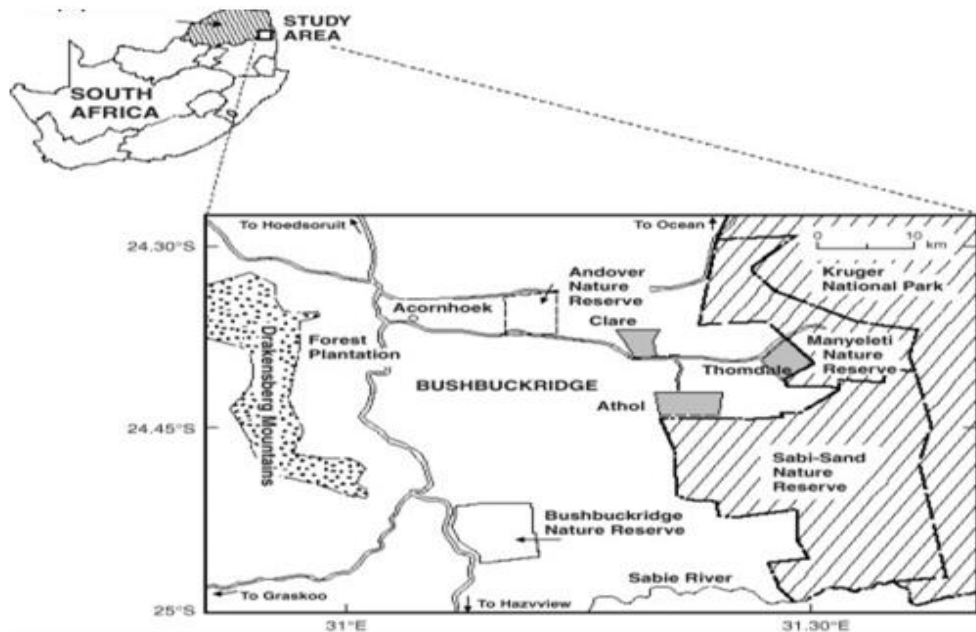 STUDY
AREA
SOUTH
AFRICA
To Hoedsoruit
To Ocean
0 10
km
24.30°S
Andover
Nature
Reserve
Kruger
National Park
Acornhoek
Clare
Forest
Plantation
Manyeleti
Nature
Reserve
Thomdale
BUSHBUCKRIDGE
Athol
Drakensberg Mountains
24.45°S
Sabi-Sand
Nature
Reserve
Bushbuckridge
Nature Reserve
Sabie River
To Graskoo
To Hazvview
25°S
31°E
31.30°E